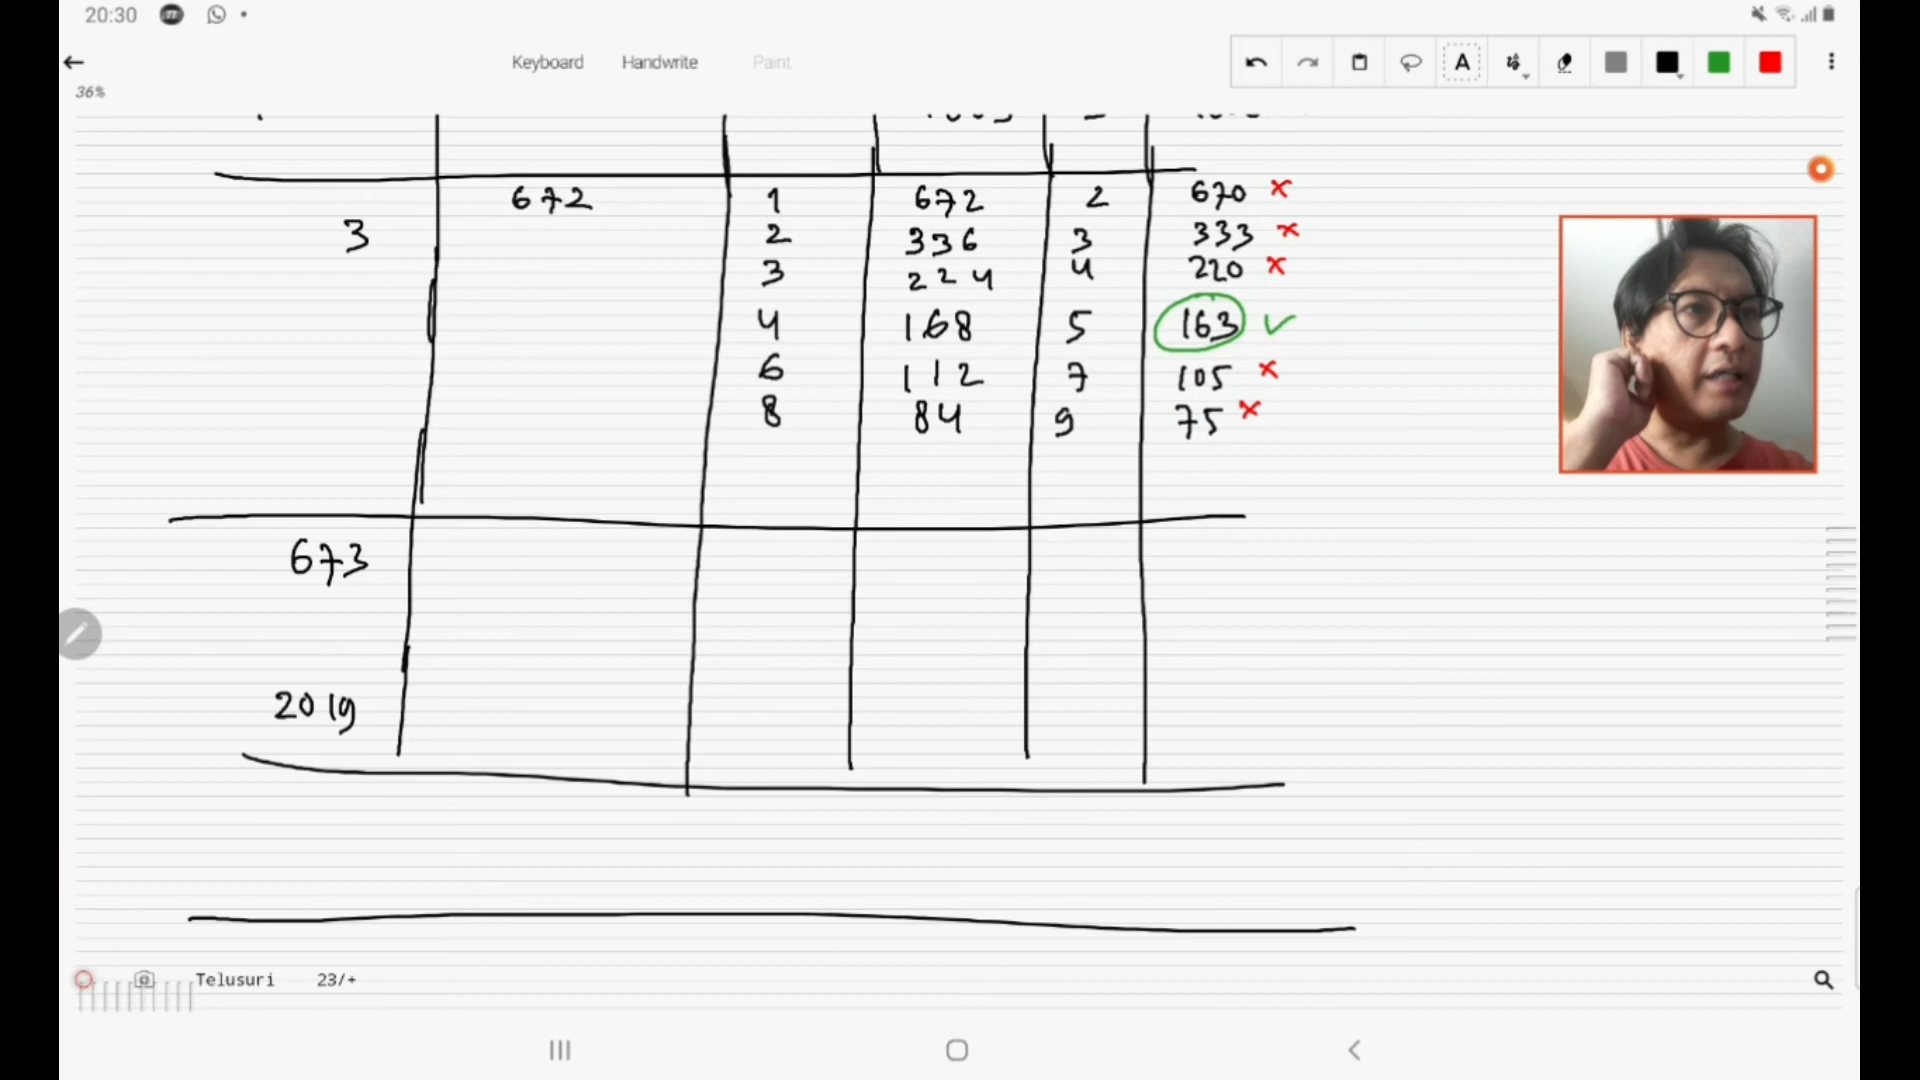 20:30
Keyboard Handwrite Paint
A
36%
672 1 672 2 670 ×
3 2 336 3 333 ×
3 224 4 220 ×
4 168 5 163 ✓
6 112 7 105 ×
8 84 9 75 ×
673
2019
Telusuri 23/+